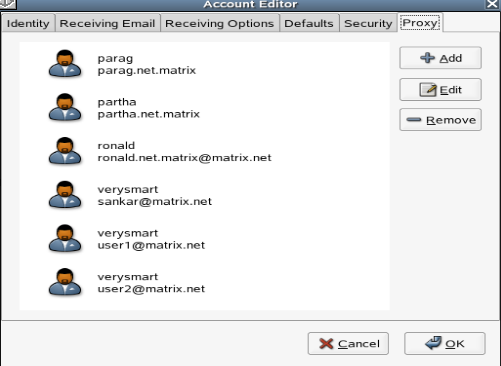 Account Editor
Identity Receiving Email Receiving Options Defaults Security Proxy
parag
parag.net.matrix
partha
partha.net.matrix
ronald
ronald.net.matrix@matrix.net
verysmart
sankar@matrix.net
verysmart
user1@matrix.net
verysmart
user2@matrix.net
Add
Edit
Remove
Cancel OK